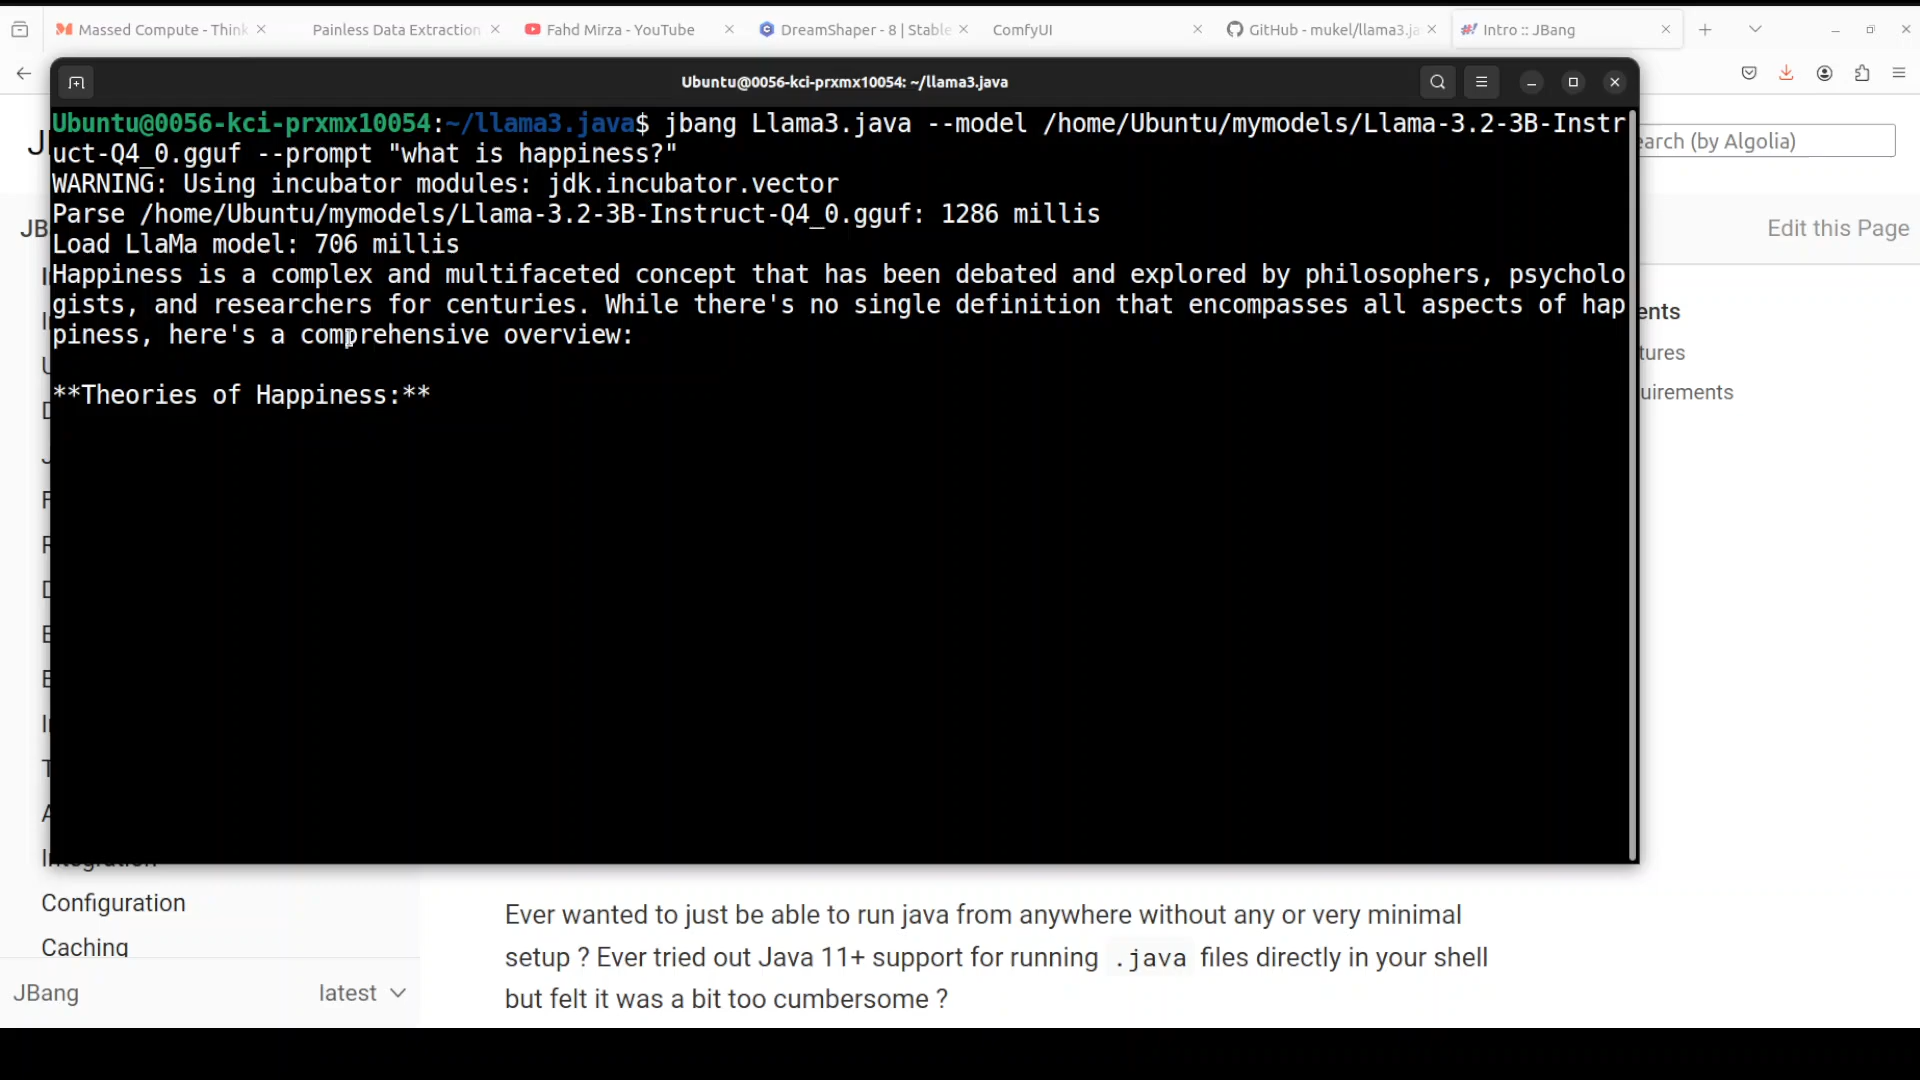 Massed Compute - Think
Painless Data Extraction
Fahd Mirza - YouTube
DreamShaper - 8 | Stable
ComfyUI
GitHub - mukel/llama3.ja
Intro :: JBang
Ubuntu@0056-kci-prxmx10054: ~/llama3.java
Ubuntu@0056-kci-prxmx10054:~/llama3.java$ jbang Llama3.java --model /home/Ubuntu/mymodels/Llama-3.2-3B-Instr
uct-Q4_0.gguf --prompt "what is happiness?"
WARNING: Using incubator modules: jdk.incubator.vector
Parse /home/Ubuntu/mymodels/Llama-3.2-3B-Instruct-Q4_0.gguf: 1286 millis
Load LlaMa model: 706 millis
Happiness is a complex and multifaceted concept that has been debated and explored by philosophers, psycholo
gists, and researchers for centuries. While there's no single definition that encompasses all aspects of hap
piness, here's a comprehensive overview:
**Theories of Happiness:**
earch (by Algolia)
JB
Edit this Page
ents
tures
uirements
Integration
Configuration
Caching
JBang
latest
Ever wanted to just be able to run java from anywhere without any or very minimal
setup ? Ever tried out Java 11+ support for running .java files directly in your shell
but felt it was a bit too cumbersome ?